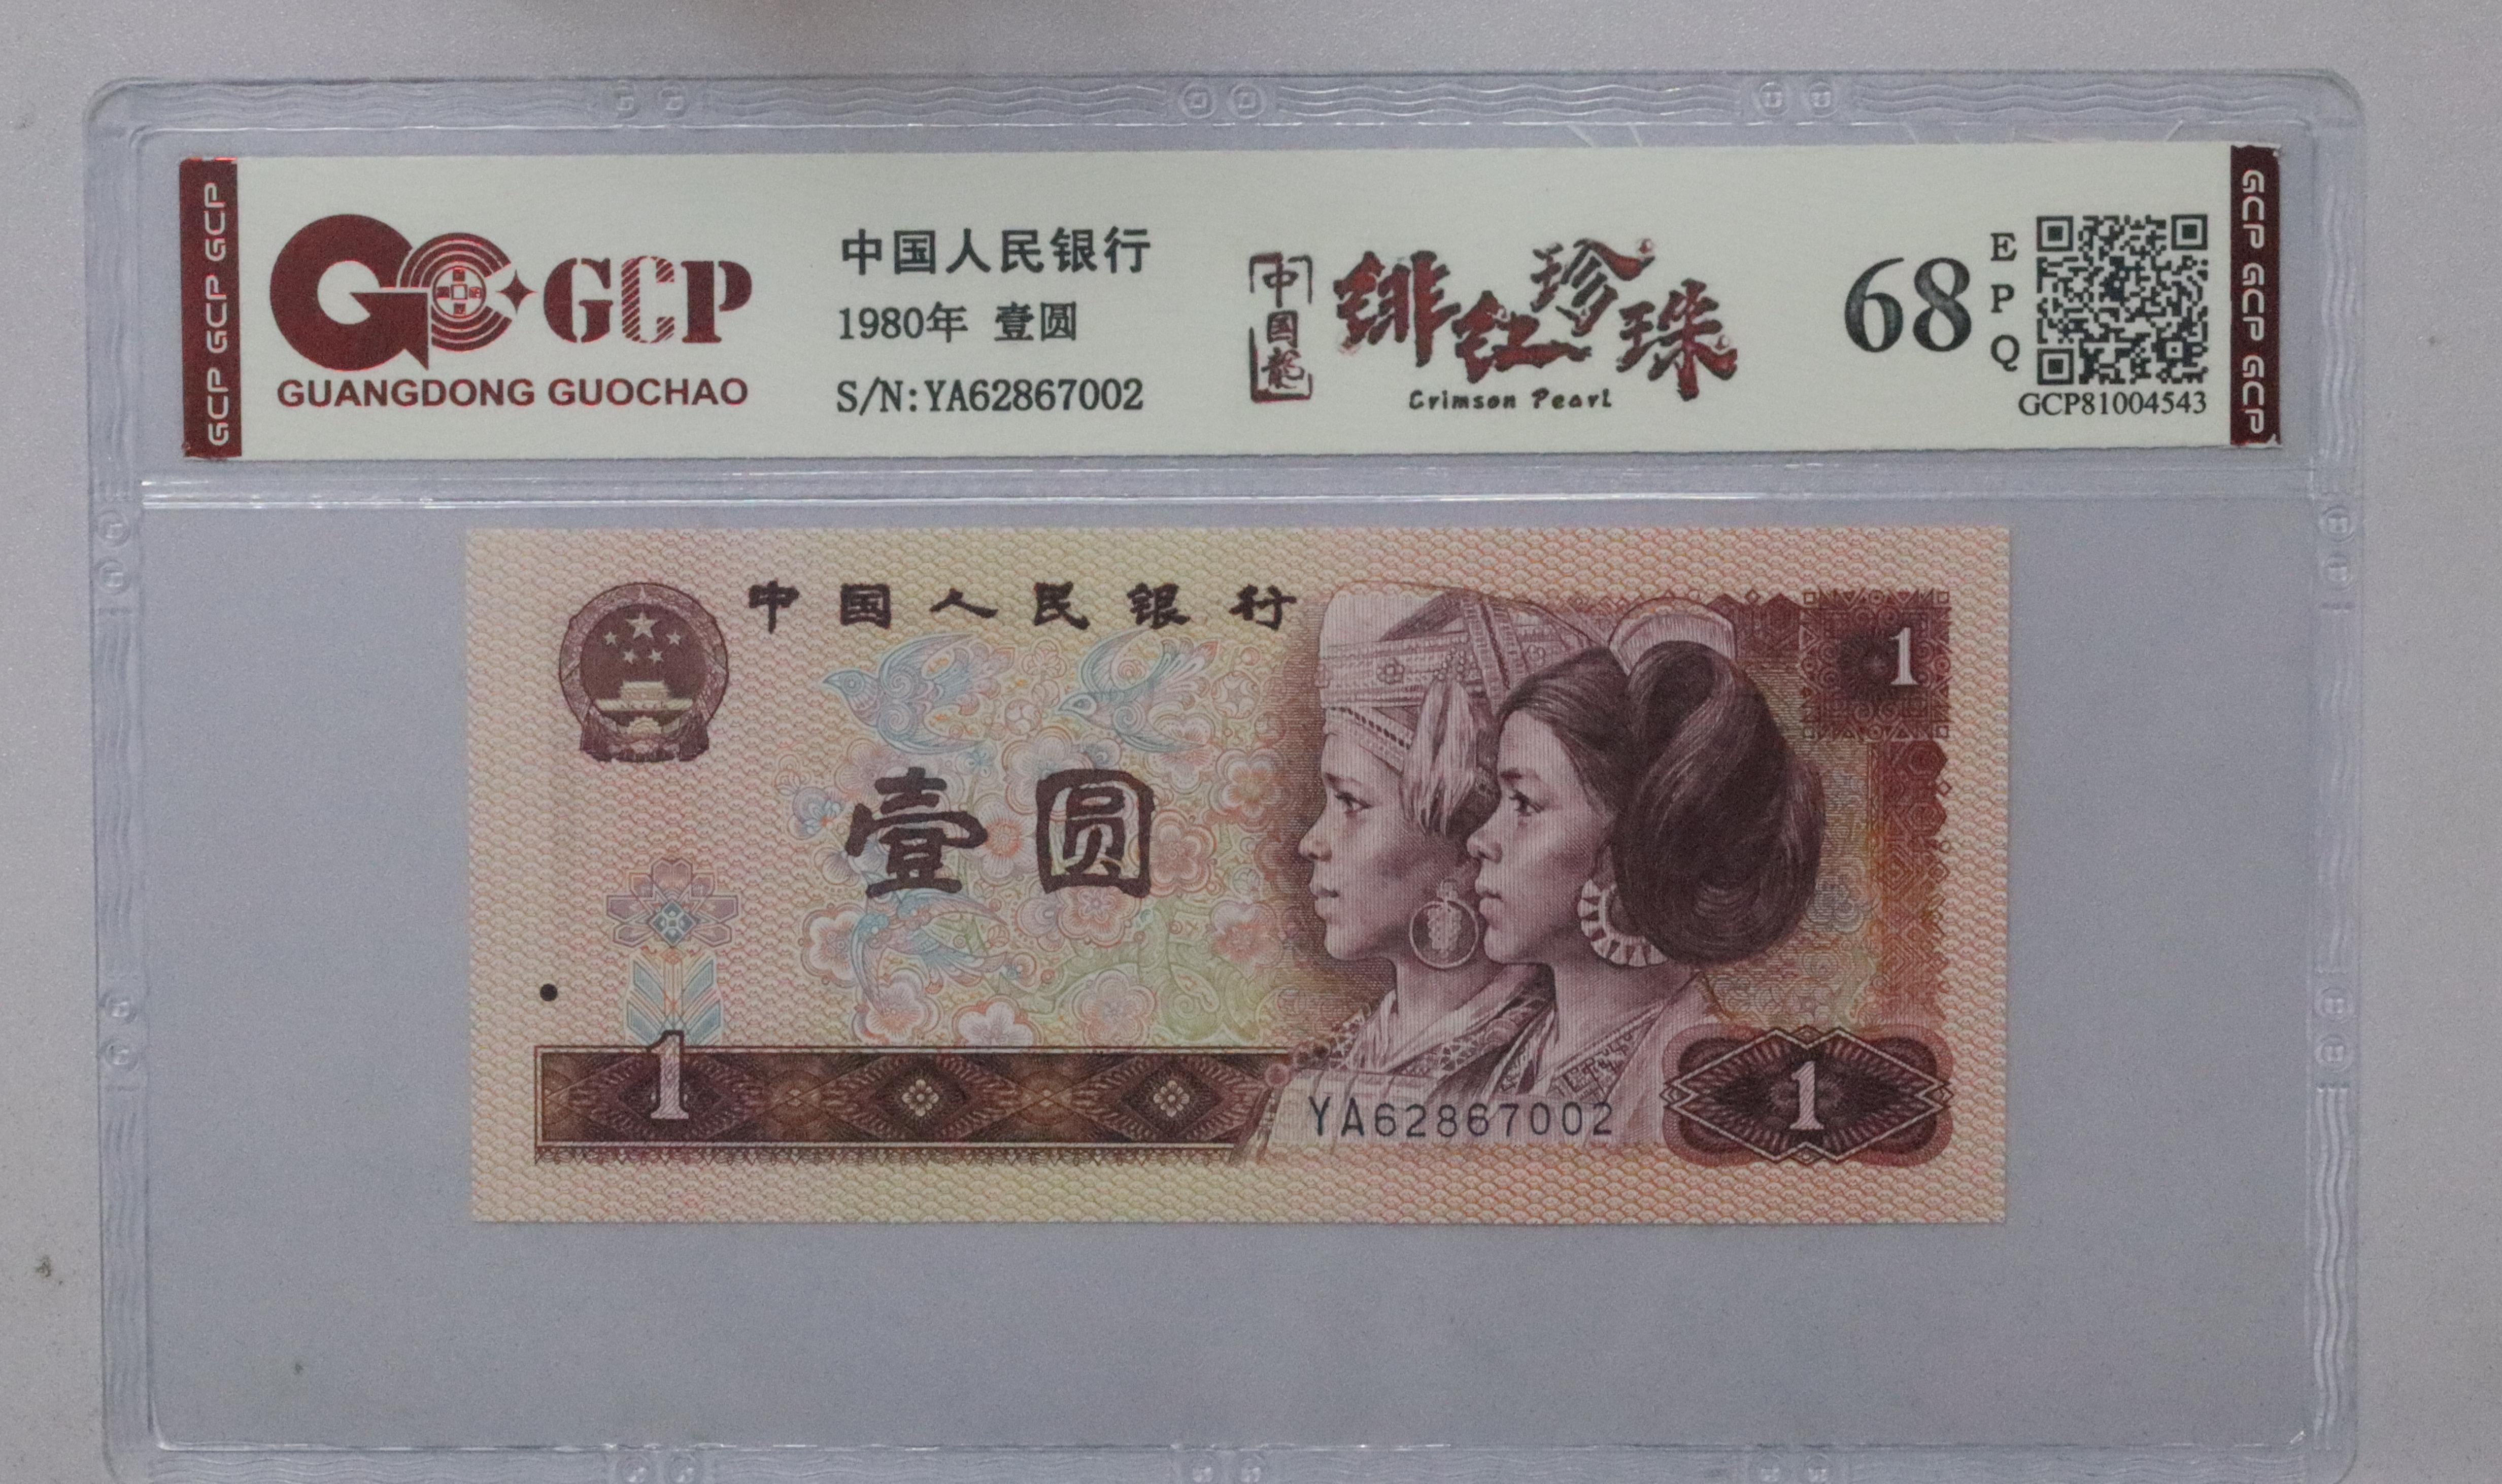 GCP GCP GCP
GCP
GUANGDONG GUOCHAO
中国人民银行
1980年 壹圆
S/N:YA62867002
中国龍
绯红珍珠
Crimson Pearl
68
EPQ
GCP81004543
GCP GCP GCP
中国人民银行
1
壹圆
1
YA62867002
1